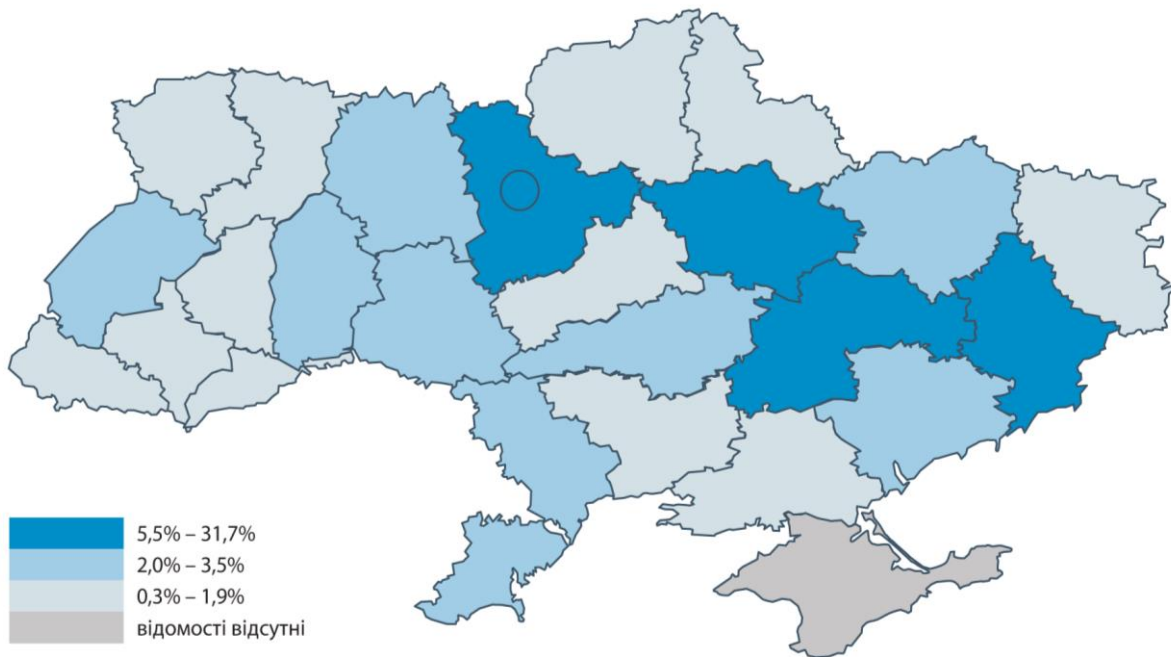 5,5% – 31,7%
2,0% – 3,5%
0,3% – 1,9%
відомості відсутні